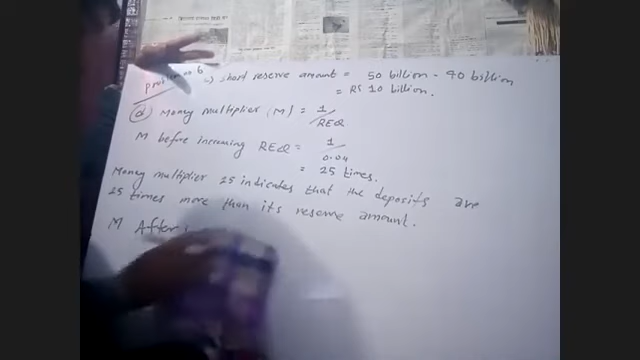 problem no 6
c) Short reserve amount = 50 billion - 40 billion
= RS 10 billion.
(d) Money multiplier (M) = 1/REQ
M before increasing REQ = 1/0.04
= 25 times.
Money multiplier 25 indicates that the deposits are
25 times more than its reserve amount.
M After